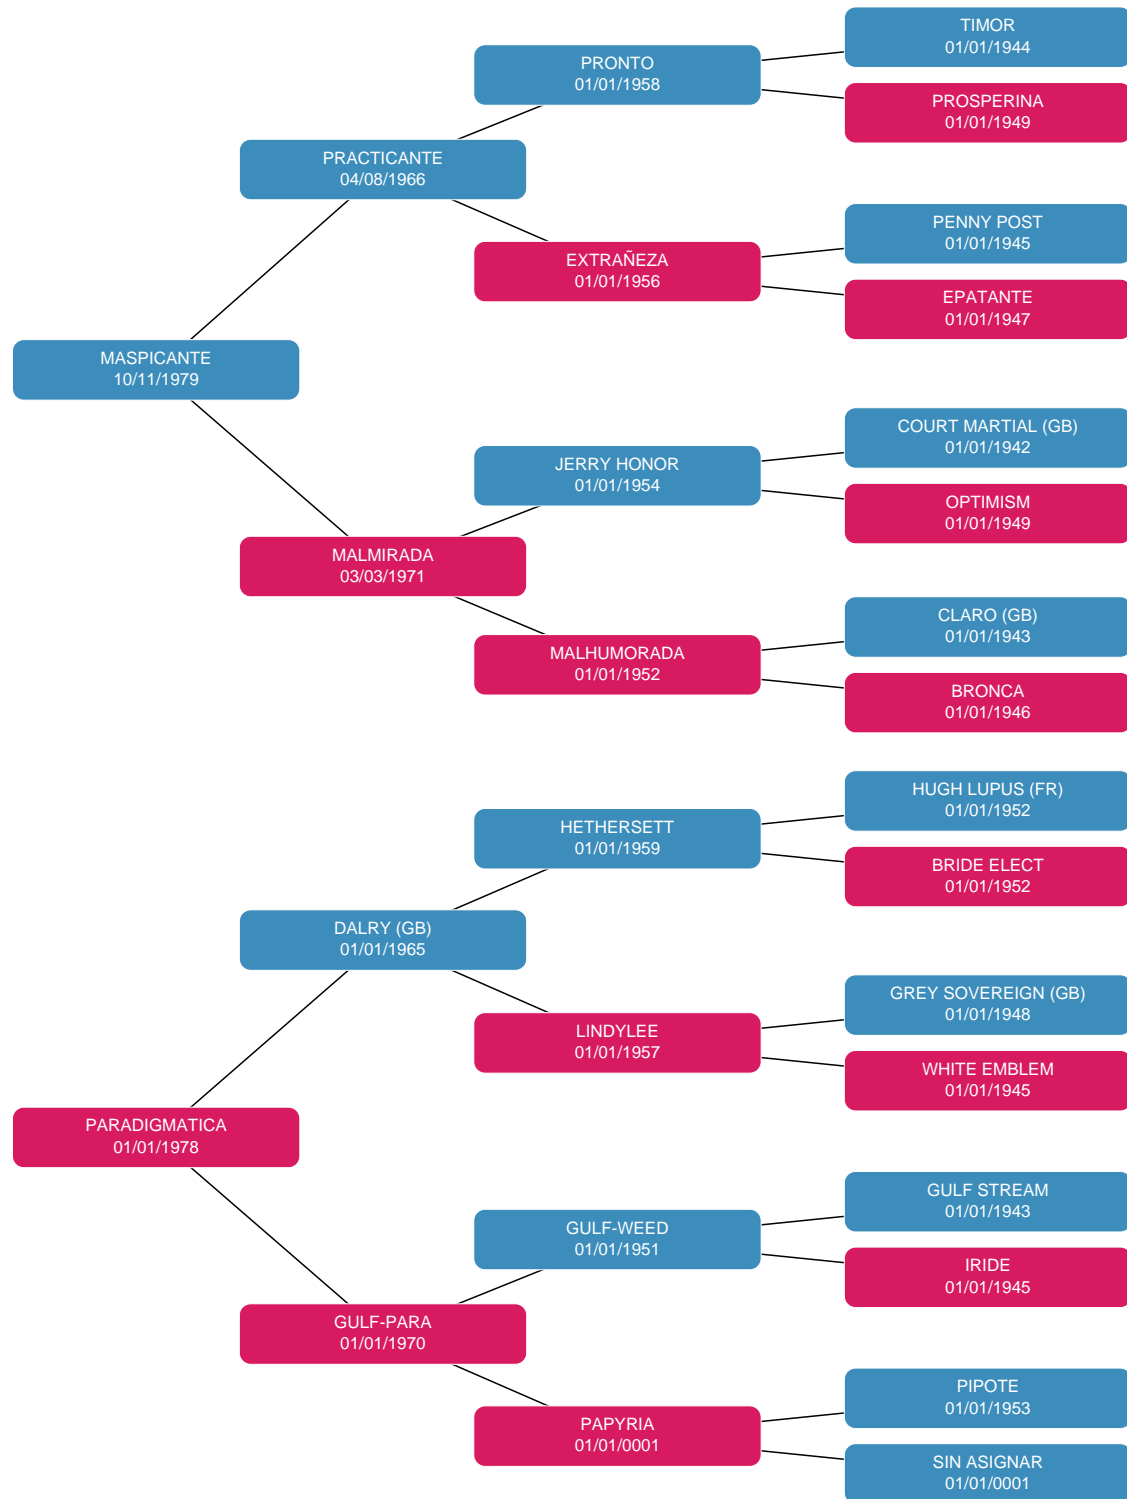 TIMOR
01/01/1944
PRONTO
01/01/1958
PROSPERINA
01/01/1949
PRACTICANTE
04/08/1966
PENNY POST
01/01/1945
EXTRAÑEZA
01/01/1956
EPATANTE
01/01/1947
MASPICANTE
10/11/1979
COURT MARTIAL (GB)
01/01/1942
JERRY HONOR
01/01/1954
OPTIMISM
01/01/1949
MALMIRADA
03/03/1971
CLARO (GB)
01/01/1943
MALHUMORADA
01/01/1952
BRONCA
01/01/1946
HUGH LUPUS (FR)
01/01/1952
HETHERSETT
01/01/1959
BRIDE ELECT
01/01/1952
DALRY (GB)
01/01/1965
GREY SOVEREIGN (GB)
01/01/1948
LINDYLEE
01/01/1957
WHITE EMBLEM
01/01/1945
PARADIGMATICA
01/01/1978
GULF STREAM
01/01/1943
GULF-WEED
01/01/1951
IRIDE
01/01/1945
GULF-PARA
01/01/1970
PIPOTE
01/01/1953
PAPYRIA
01/01/0001
SIN ASIGNAR
01/01/0001